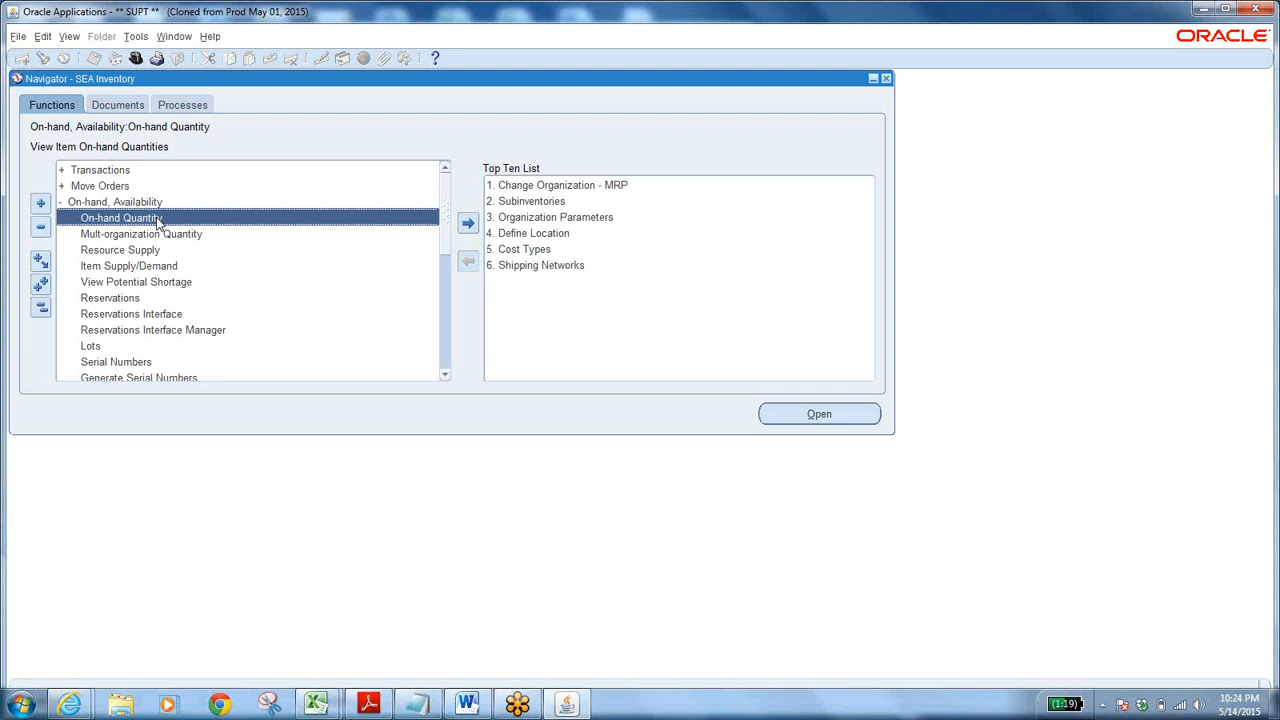 Oracle Applications - ** SUPT ** (Cloned from Prod May 01, 2015)
File Edit View Folder Tools Window Help
ORACLE
Navigator - SEA Inventory
Functions Documents Processes
On-hand, Availability:On-hand Quantity
View Item On-hand Quantities
+ Transactions
+ Move Orders
- On-hand, Availability
On-hand Quantity
Mult-organization Quantity
Resource Supply
Item Supply/Demand
View Potential Shortage
Reservations
Reservations Interface
Reservations Interface Manager
Lots
Serial Numbers
Generate Serial Numbers
Top Ten List
1. Change Organization - MRP
2. Subinventories
3. Organization Parameters
4. Define Location
5. Cost Types
6. Shipping Networks
Open
(1:19)
10:24 PM
5/14/2015